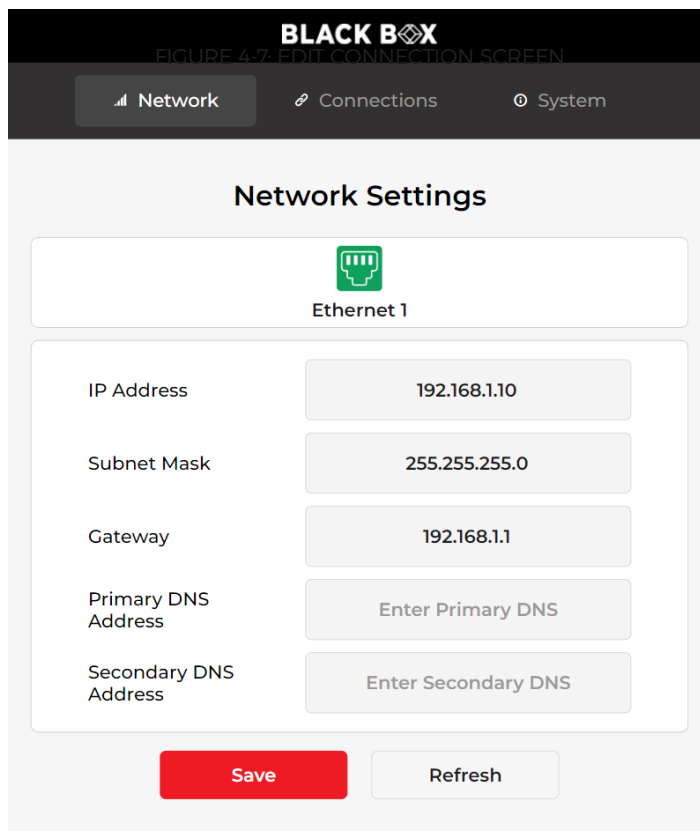 BLACK BOX
FIGURE 4-7: EDIT CONNECTION SCREEN
Network Connections System
Network Settings
Ethernet 1
IP Address 192.168.1.10
Subnet Mask 255.255.255.0
Gateway 192.168.1.1
Primary DNS
Address
Enter Primary DNS
Secondary DNS
Address
Enter Secondary DNS
Save Refresh